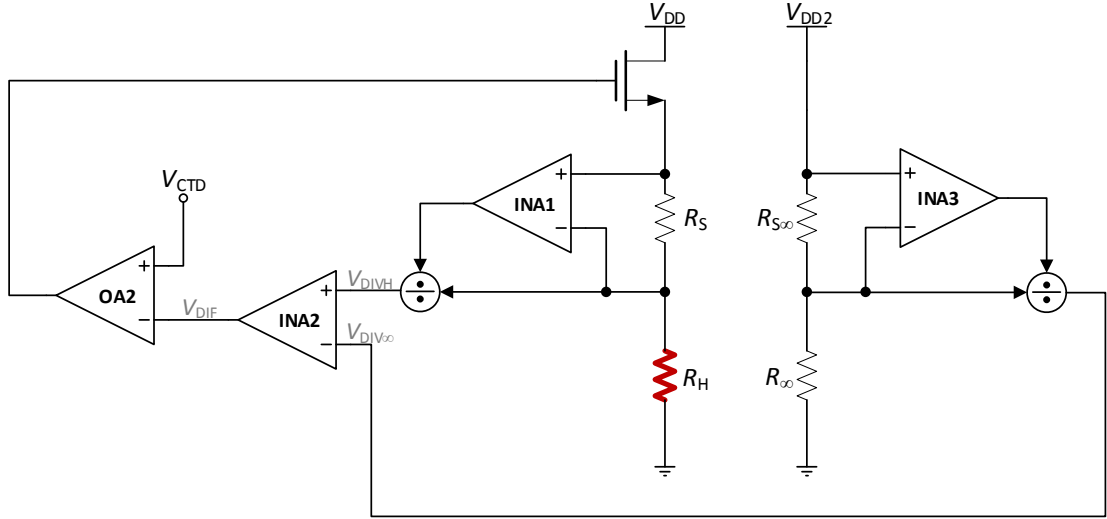 VDD
VDD2
VCTD
+
INA1
−
RS
RS∞
+
INA3
−
+
OA2
−
VDIF
INA2
+
−
VDIVH
VDIV∞
÷
÷
RH
R∞